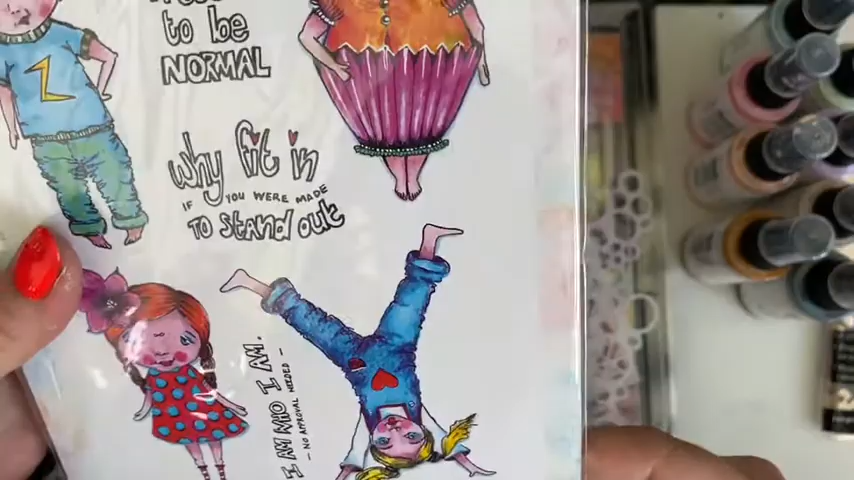 to be
NORMAL
why fit in
IF YOU WERE MADE
TO Stand out
I AM WHO I AM.
- NO APPROVAL NEEDED -
2